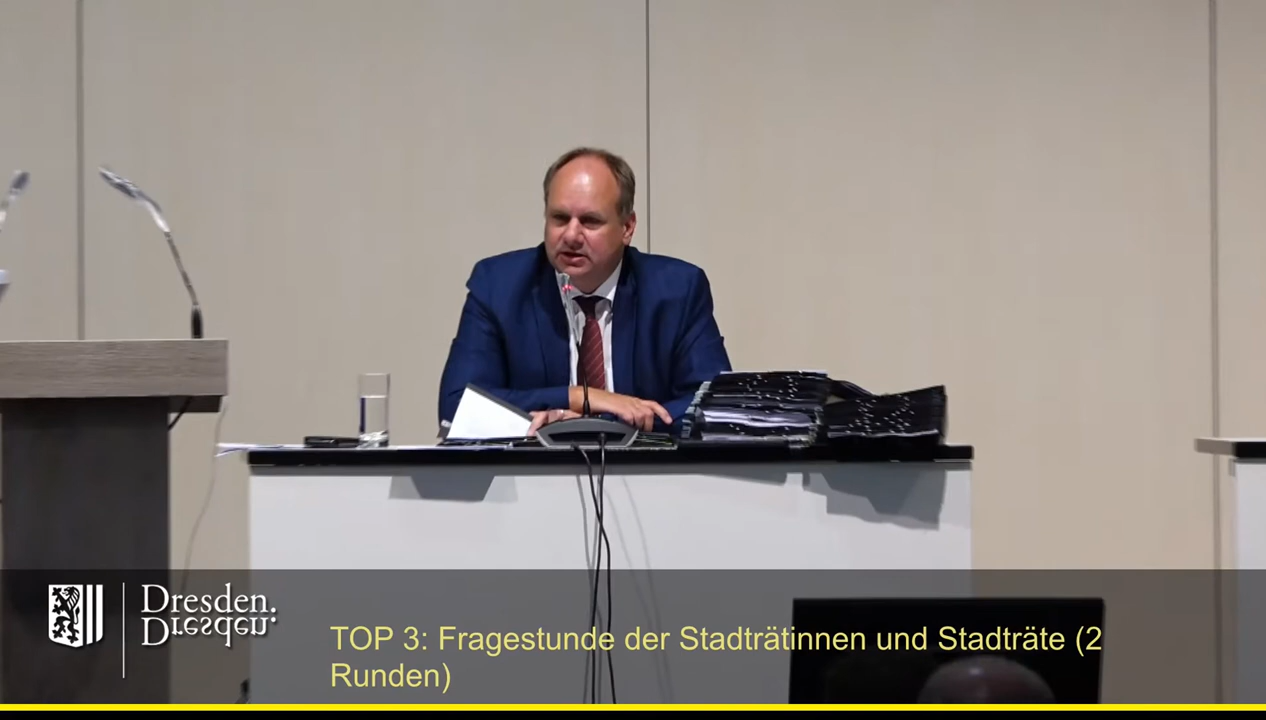 Dresden.
Dresden.
TOP 3: Fragestunde der Stadträtinnen und Stadträte (2
Runden)